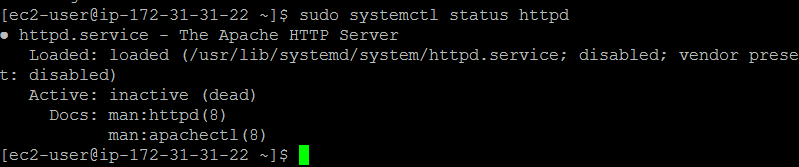 [ec2-user@ip-172-31-31-22 ~]$ sudo systemctl status httpd
● httpd.service - The Apache HTTP Server
   Loaded: loaded (/usr/lib/systemd/system/httpd.service; disabled; vendor prese
t: disabled)
   Active: inactive (dead)
     Docs: man:httpd(8)
           man:apachectl(8)
[ec2-user@ip-172-31-31-22 ~]$